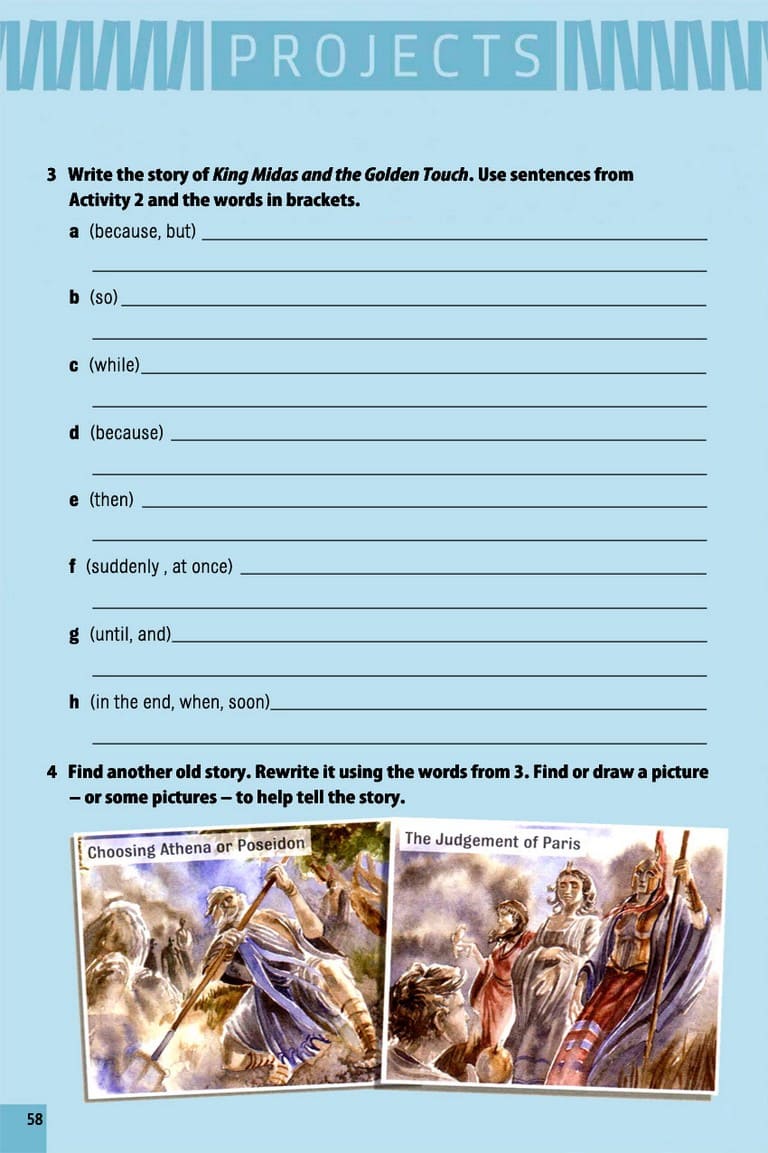 PROJECTS
3 Write the story of King Midas and the Golden Touch. Use sentences from
Activity 2 and the words in brackets.
a (because, but)
b (so)
c (while)
d (because)
e (then)
f (suddenly , at once)
g (until, and)
h (in the end, when, soon)
4 Find another old story. Rewrite it using the words from 3. Find or draw a picture
– or some pictures – to help tell the story.
Choosing Athena or Poseidon
The Judgement of Paris
58